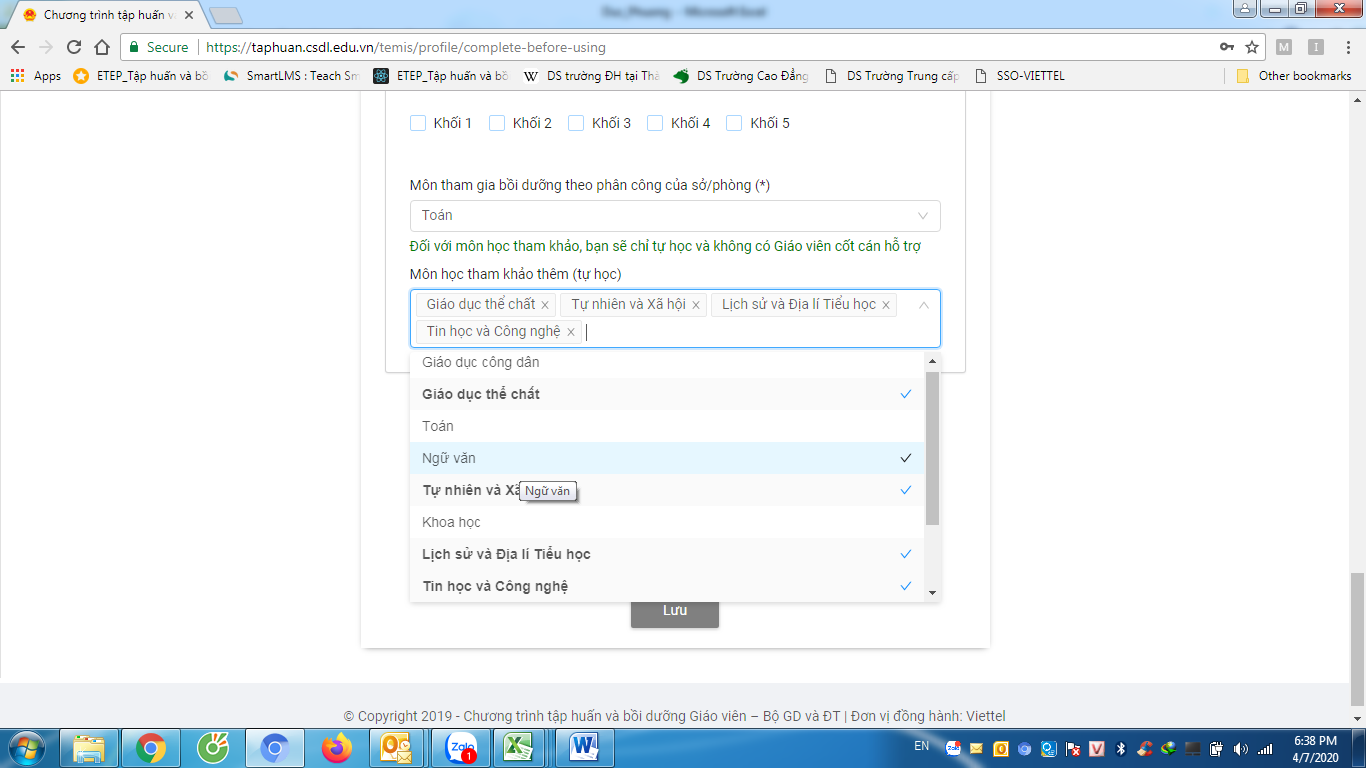 Chương trình tập huấn v
Secure
https://taphuan.csdl.edu.vn/temis/profile/complete-before-using
Apps
ETEP_Tập huấn và bồ
SmartLMS : Teach Sm
ETEP_Tập huấn và bồ
DS trường ĐH tại Thà
DS Trường Cao Đẳng
DS Trường Trung cấp
SSO-VIETTEL
Other bookmarks
Khối 1 Khối 2 Khối 3 Khối 4 Khối 5
Môn tham gia bồi dưỡng theo phân công của sở/phòng (*)
Toán
Đối với môn học tham khảo, bạn sẽ chỉ tự học và không có Giáo viên cốt cán hỗ trợ
Môn học tham khảo thêm (tự học)
Giáo dục thể chất × Tự nhiên và Xã hội × Lịch sử và Địa lí Tiểu học ×
Tin học và Công nghệ ×
Giáo dục công dân
Giáo dục thể chất
Toán
Ngữ văn
Tự nhiên và Xã
Ngữ văn
Khoa học
Lịch sử và Địa lí Tiểu học
Tin học và Công nghệ
Lưu
© Copyright 2019 - Chương trình tập huấn và bồi dưỡng Giáo viên – Bộ GD và ĐT | Đơn vị đồng hành: Viettel
Zalo
1
EN
6:38 PM
4/7/2020